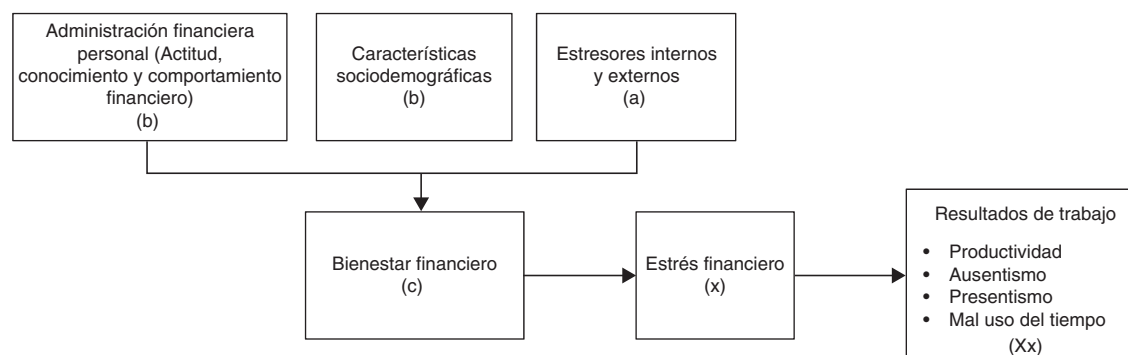 Administración financiera
personal (Actitud,
conocimiento y comportamiento
financiero)
(b)
Características
sociodemográficas
(b)
Estresores internos
y externos
(a)
Bienestar financiero
(c)
Estrés financiero
(x)
Resultados de trabajo
• Productividad
• Ausentismo
• Presentismo
• Mal uso del tiempo
(Xx)